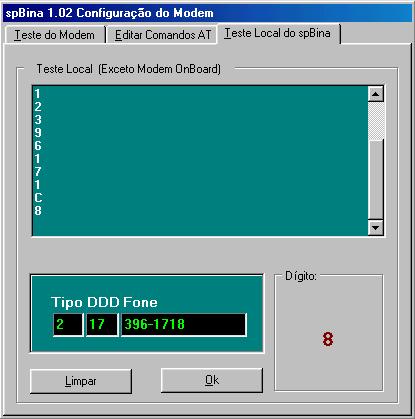 spBina 1.02 Configuração do Modem
Teste do Modem Editar Comandos AT Teste Local do spBina
Teste Local (Exceto Modem OnBoard)
1
2
3
9
6
1
7
1
C
8
Dígito:
Tipo DDD Fone
2 17 396-1718
8
Limpar Ok